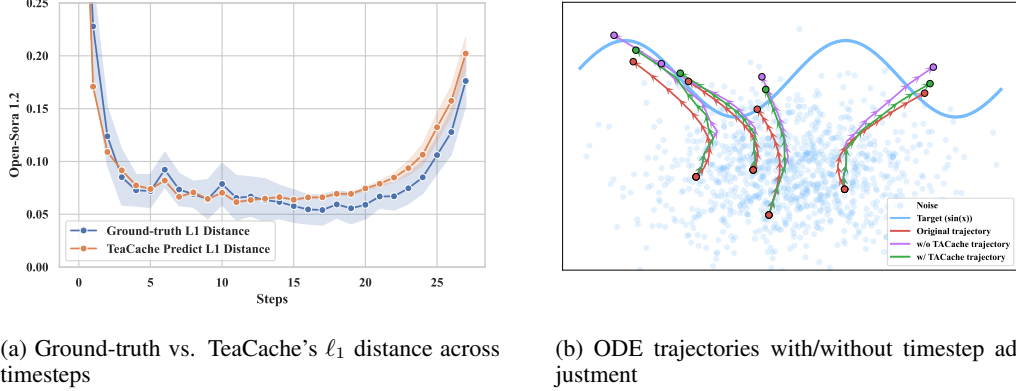 0.25
0.20
0.15
0.10
0.05
0.00
Open-Sora 1.2
Ground-truth L1 Distance
TeaCache Predict L1 Distance
0 5 10 15 20 25
Steps
Noise
Target (sin(x))
Original trajectory
w/o TACache trajectory
w/ TACache trajectory
(a) Ground-truth vs. TeaCache's ℓ₁ distance across
timesteps
(b) ODE trajectories with/without timestep ad
justment